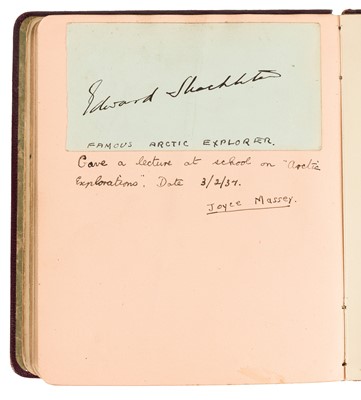 Edward Shackleton
FAMOUS ARCTIC EXPLORER.
Gave a lecture at school on "Arctic
Explorations". Date 3/2/37.
Joyce Massey.